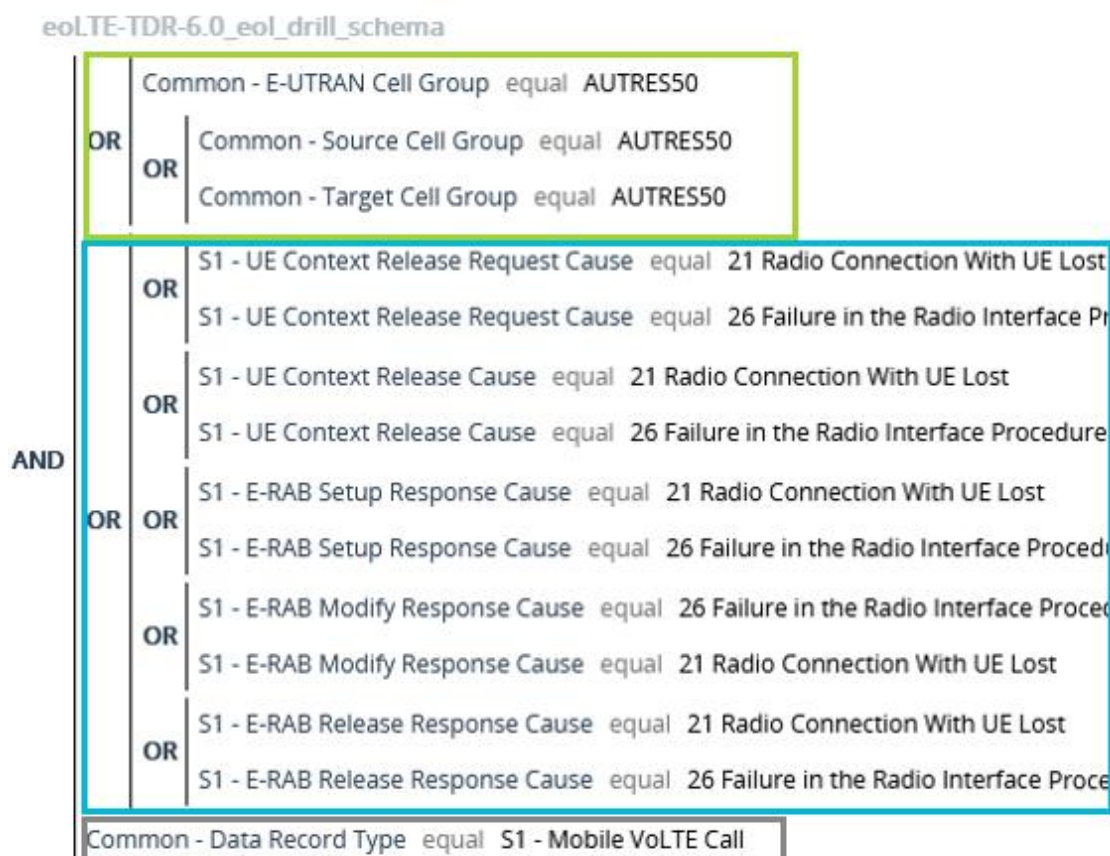 eoLTE-TDR-6.0_eol_drill_schema
Common - E-UTRAN Cell Group equal AUTRES50
OR
Common - Source Cell Group equal AUTRES50
OR
Common - Target Cell Group equal AUTRES50
S1 - UE Context Release Request Cause equal 21 Radio Connection With UE Lost
OR
S1 - UE Context Release Request Cause equal 26 Failure in the Radio Interface Pr
S1 - UE Context Release Cause equal 21 Radio Connection With UE Lost
OR
S1 - UE Context Release Cause equal 26 Failure in the Radio Interface Procedure
AND
S1 - E-RAB Setup Response Cause equal 21 Radio Connection With UE Lost
OR OR
S1 - E-RAB Setup Response Cause equal 26 Failure in the Radio Interface Procedu
S1 - E-RAB Modify Response Cause equal 26 Failure in the Radio Interface Proced
OR
S1 - E-RAB Modify Response Cause equal 21 Radio Connection With UE Lost
S1 - E-RAB Release Response Cause equal 21 Radio Connection With UE Lost
OR
S1 - E-RAB Release Response Cause equal 26 Failure in the Radio Interface Proce
Common - Data Record Type equal S1 - Mobile VoLTE Call